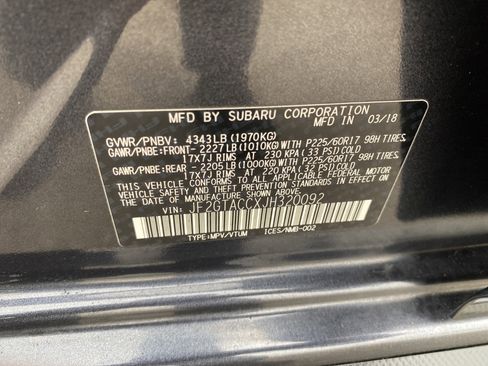 MFD BY SUBARU CORPORATION MFD IN 03/18
GVWR/PNBV: 4343LB(1970KG)
GAWR/PNBE:FRONT- 2227LB(1010KG)WITH P225/60R17 98H TIRES,
17X7J RIMS AT 230 KPA( 33 PSI)COLD
GAWR/PNBE:REAR - 2205LB(1000KG)WITH P225/60R17 98H TIRES,
17X7J RIMS AT 220 KPA( 32 PSI)COLD
THIS VEHICLE CONFORMS TO ALL APPLICABLE FEDERAL MOTOR
VEHICLE SAFETY AND THEFT PREVENTION STANDARDS
IN EFFECT ON THE DATE OF MANUFACTURE SHOWN ABOVE.
VIN: JF2GTACCXJH320092
TYPE:MPV/VTUM ICES/NMB-002